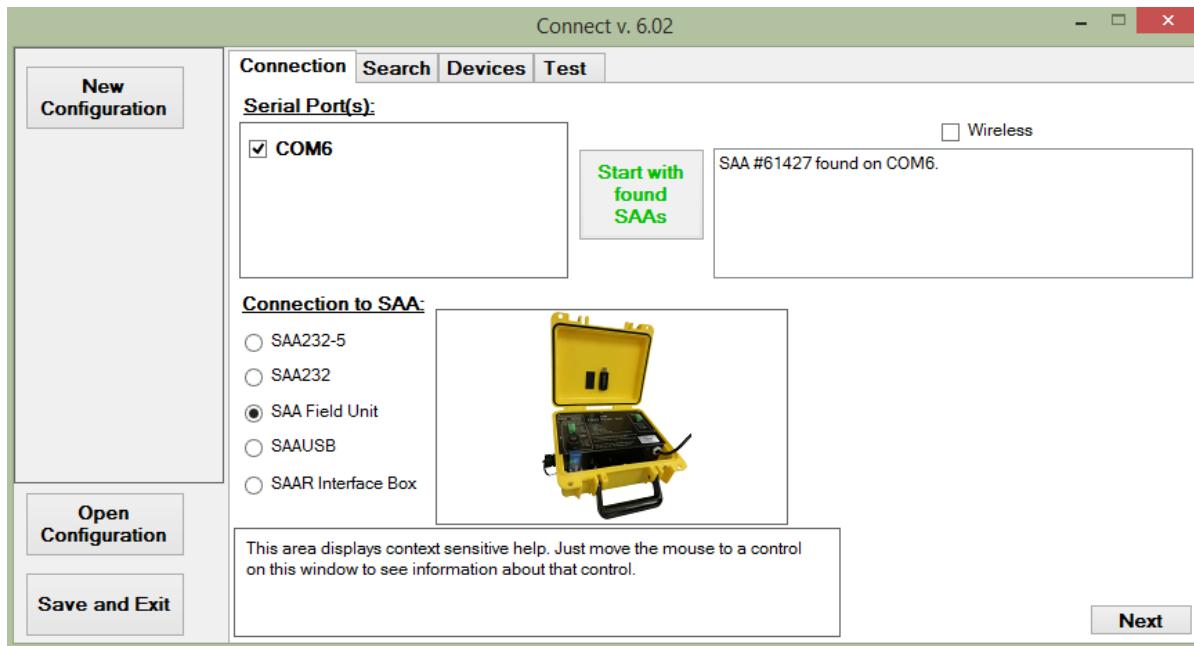 Connect v. 6.02
New
Configuration
Open
Configuration
Save and Exit
Connection Search Devices Test
Serial Port(s):
COM6
Start with
found
SAAs
Wireless
SAA #61427 found on COM6.
Connection to SAA:
SAA232-5
SAA232
SAA Field Unit
SAAUSB
SAAR Interface Box
This area displays context sensitive help. Just move the mouse to a control
on this window to see information about that control.
Next